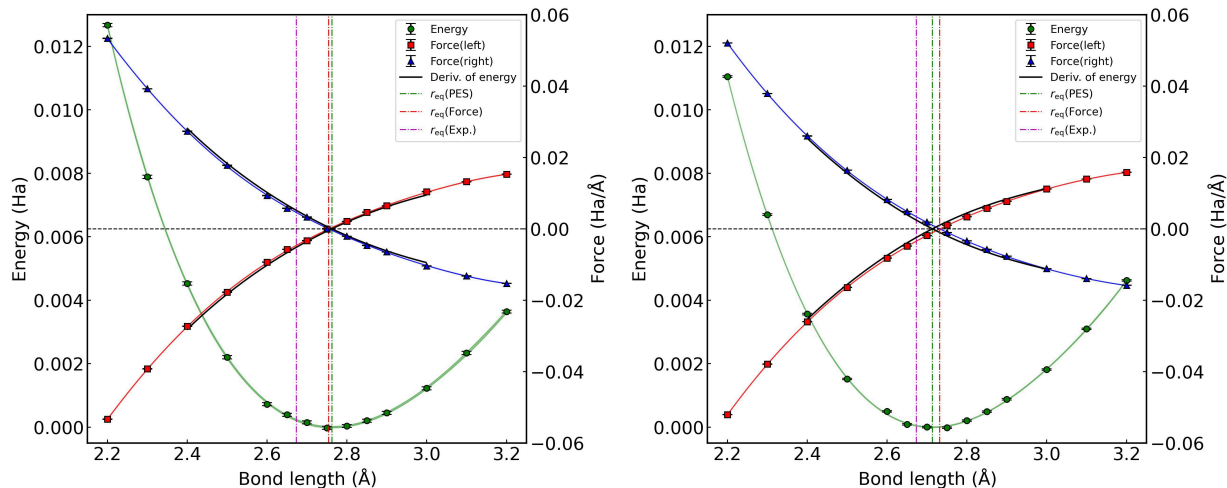 0.06
0.04
0.02
0.00
−0.02
−0.04
−0.06
Force (Ha/Å)
0.012
0.010
0.008
0.006
0.004
0.002
0.000
Energy (Ha)
2.2 2.4 2.6 2.8 3.0 3.2
Bond length (Å)
Energy
Force(left)
Force(right)
Deriv. of energy
req(PES)
req(Force)
req(Exp.)
0.06
0.04
0.02
0.00
−0.02
−0.04
−0.06
Force (Ha/Å)
0.012
0.010
0.008
0.006
0.004
0.002
0.000
Energy (Ha)
2.2 2.4 2.6 2.8 3.0 3.2
Bond length (Å)
Energy
Force(left)
Force(right)
Deriv. of energy
req(PES)
req(Force)
req(Exp.)